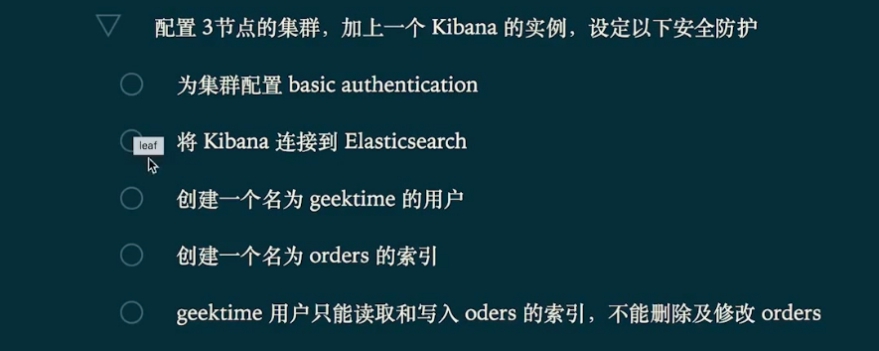 配置 3节点的集群，加上一个 Kibana 的实例，设定以下安全防护
为集群配置 basic authentication
将 Kibana 连接到 Elasticsearch
leaf
创建一个名为 geektime 的用户
创建一个名为 orders 的索引
geektime 用户只能读取和写入 oders 的索引，不能删除及修改 orders